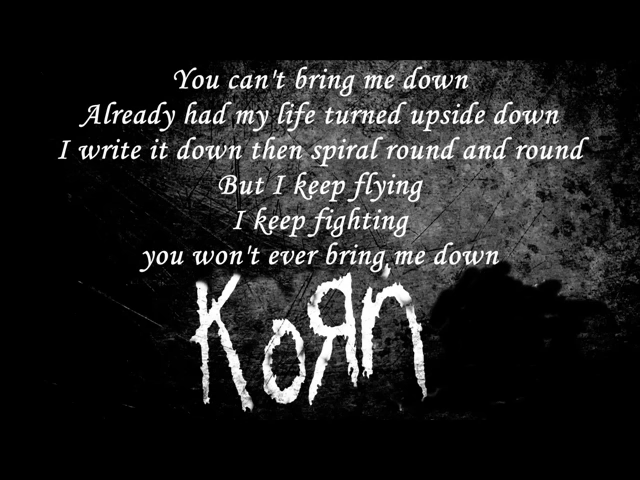 You can't bring me down
Already had my life turned upside down
I write it down then spiral round and round
But I keep flying
I keep fighting
you won't ever bring me down
KoЯn